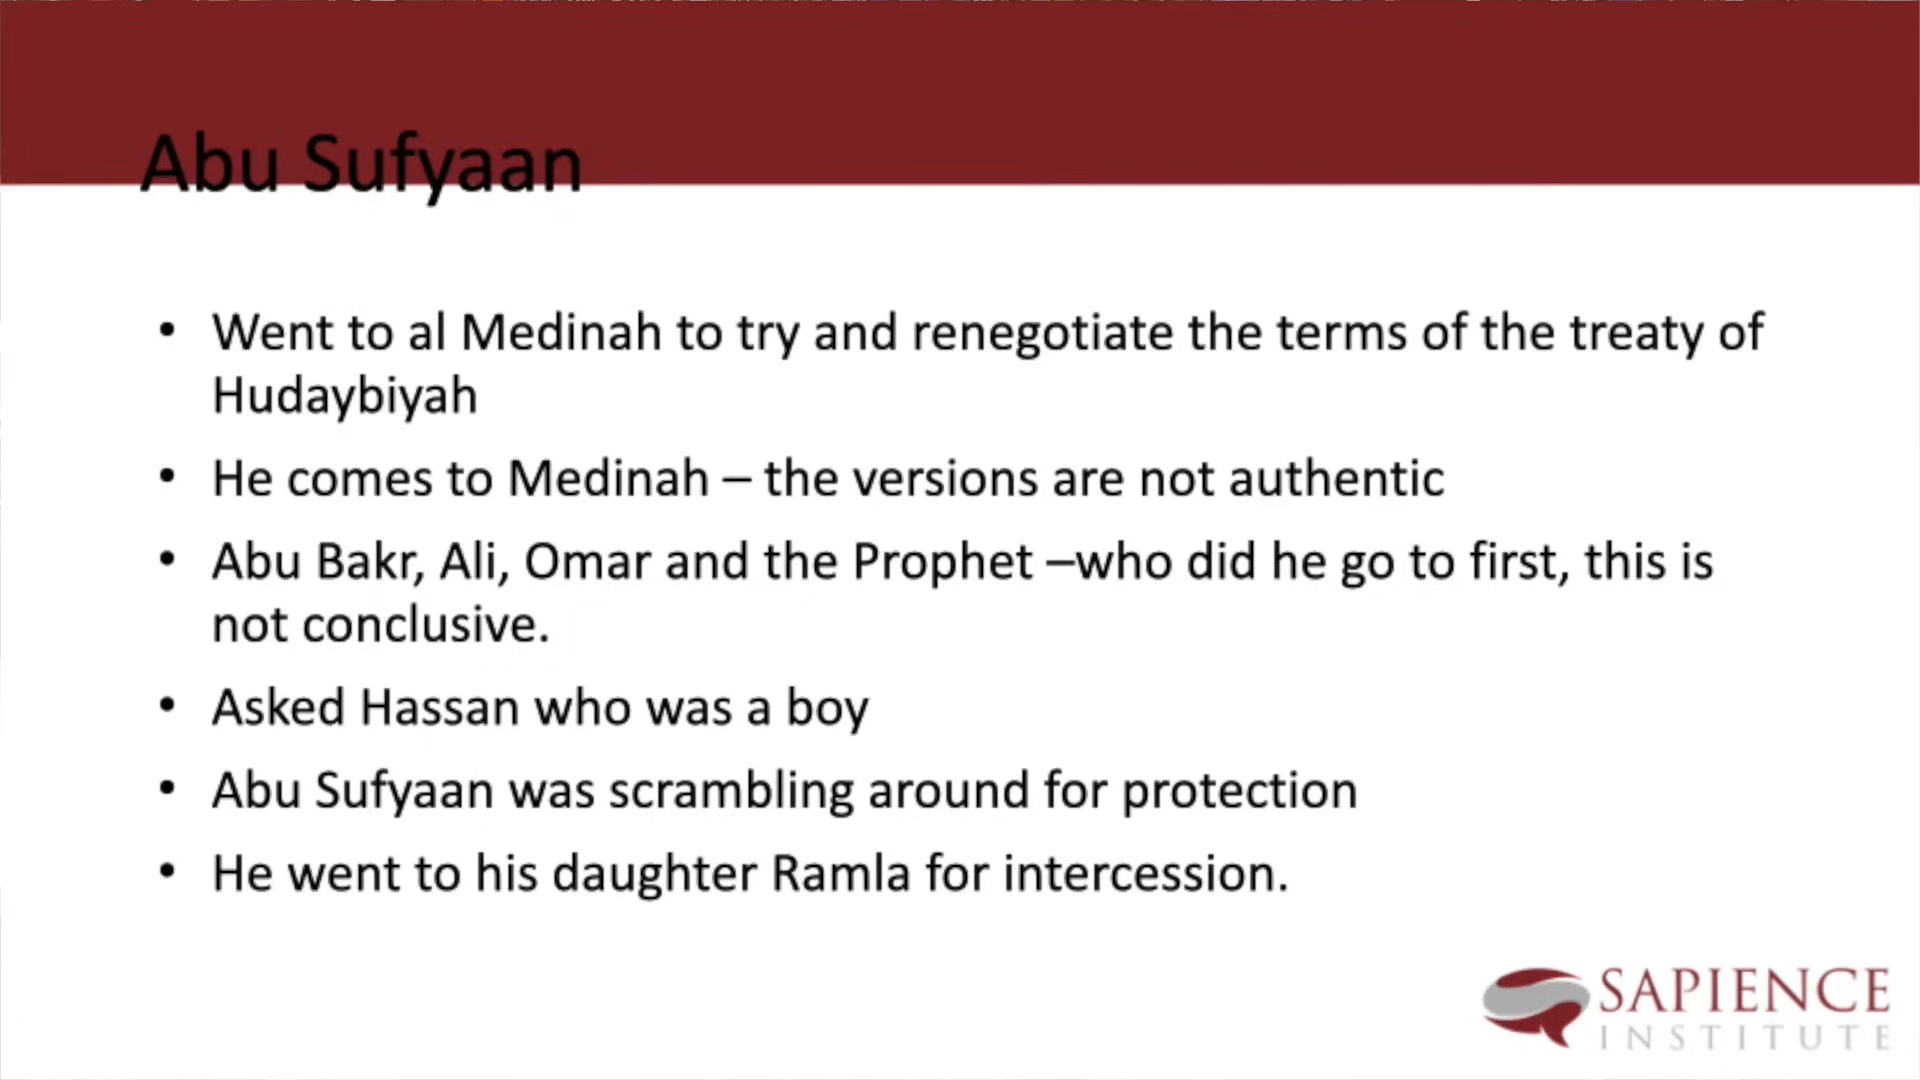 Abu Sufyaan
• Went to al Medinah to try and renegotiate the terms of the treaty of
Hudaybiyah
• He comes to Medinah – the versions are not authentic
• Abu Bakr, Ali, Omar and the Prophet –who did he go to first, this is
not conclusive.
• Asked Hassan who was a boy
• Abu Sufyaan was scrambling around for protection
• He went to his daughter Ramla for intercession.
SAPIENCE
INSTITUTE